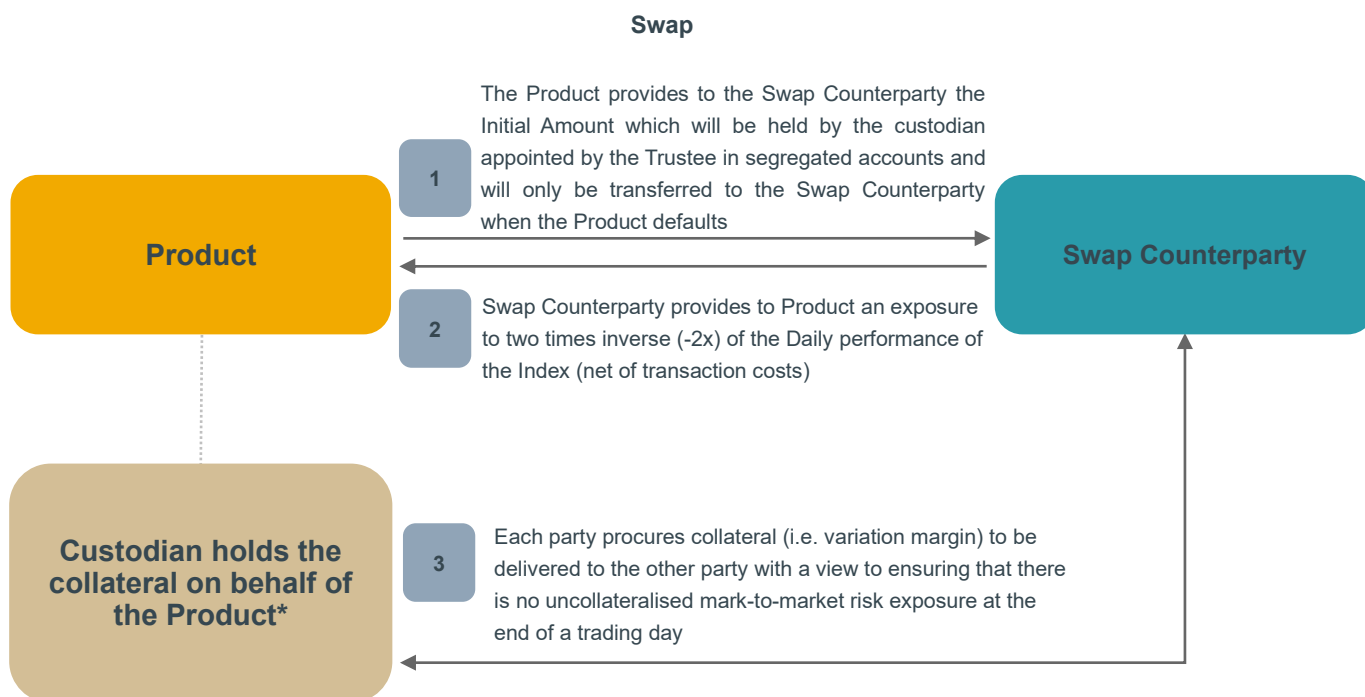 Swap
The Product provides to the Swap Counterparty the
Initial Amount which will be held by the custodian
appointed by the Trustee in segregated accounts and
will only be transferred to the Swap Counterparty
when the Product defaults
1
Product
Swap Counterparty
2
Swap Counterparty provides to Product an exposure
to two times inverse (-2x) of the Daily performance of
the Index (net of transaction costs)
Custodian holds the
collateral on behalf of
the Product*
3
Each party procures collateral (i.e. variation margin) to be
delivered to the other party with a view to ensuring that there
is no uncollateralised mark-to-market risk exposure at the
end of a trading day